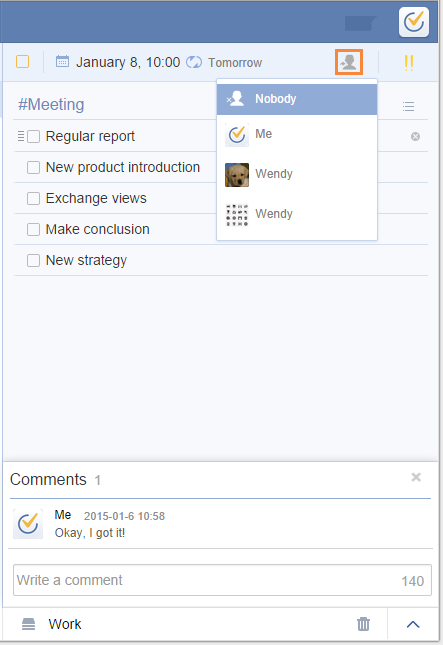 January 8, 10:00 Tomorrow
!!
Nobody
Me
Wendy
Wendy
#Meeting
Regular report
New product introduction
Exchange views
Make conclusion
New strategy
Comments 1
Me 2015-01-6 10:58
Okay, I got it!
Write a comment 140
Work